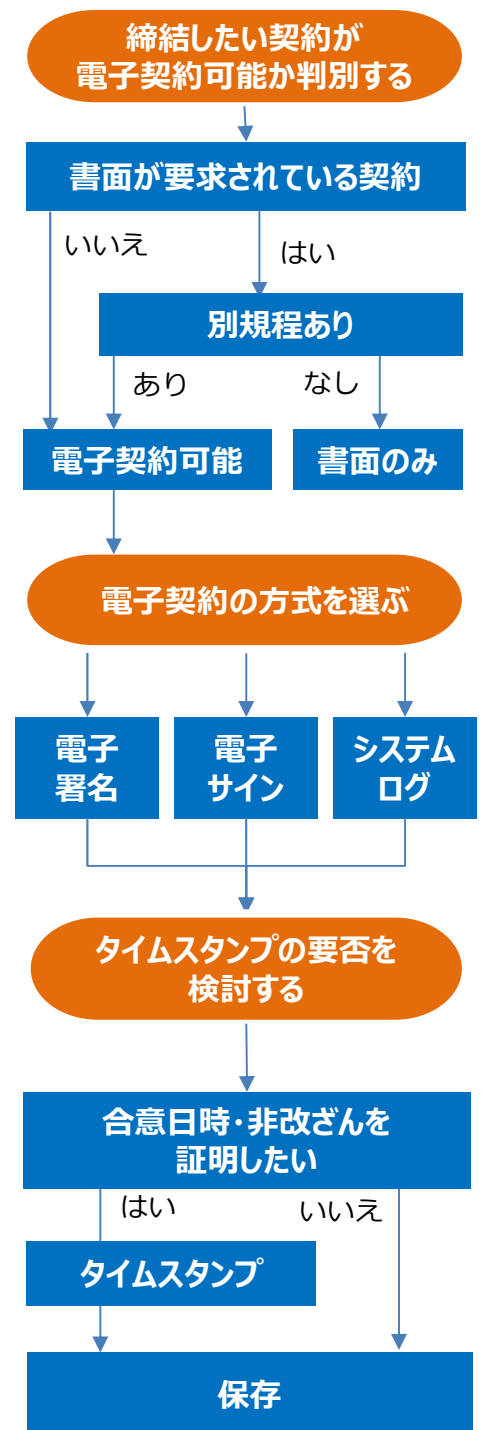 締結したい契約が
電子契約可能か判別する
書面が要求されている契約
いいえ
はい
別規程あり
あり
なし
電子契約可能
書面のみ
電子契約の方式を選ぶ
電子
署名
電子
サイン
システム
ログ
タイムスタンプの要否を
検討する
合意日時・非改ざんを
証明したい
はい
いいえ
タイムスタンプ
保存